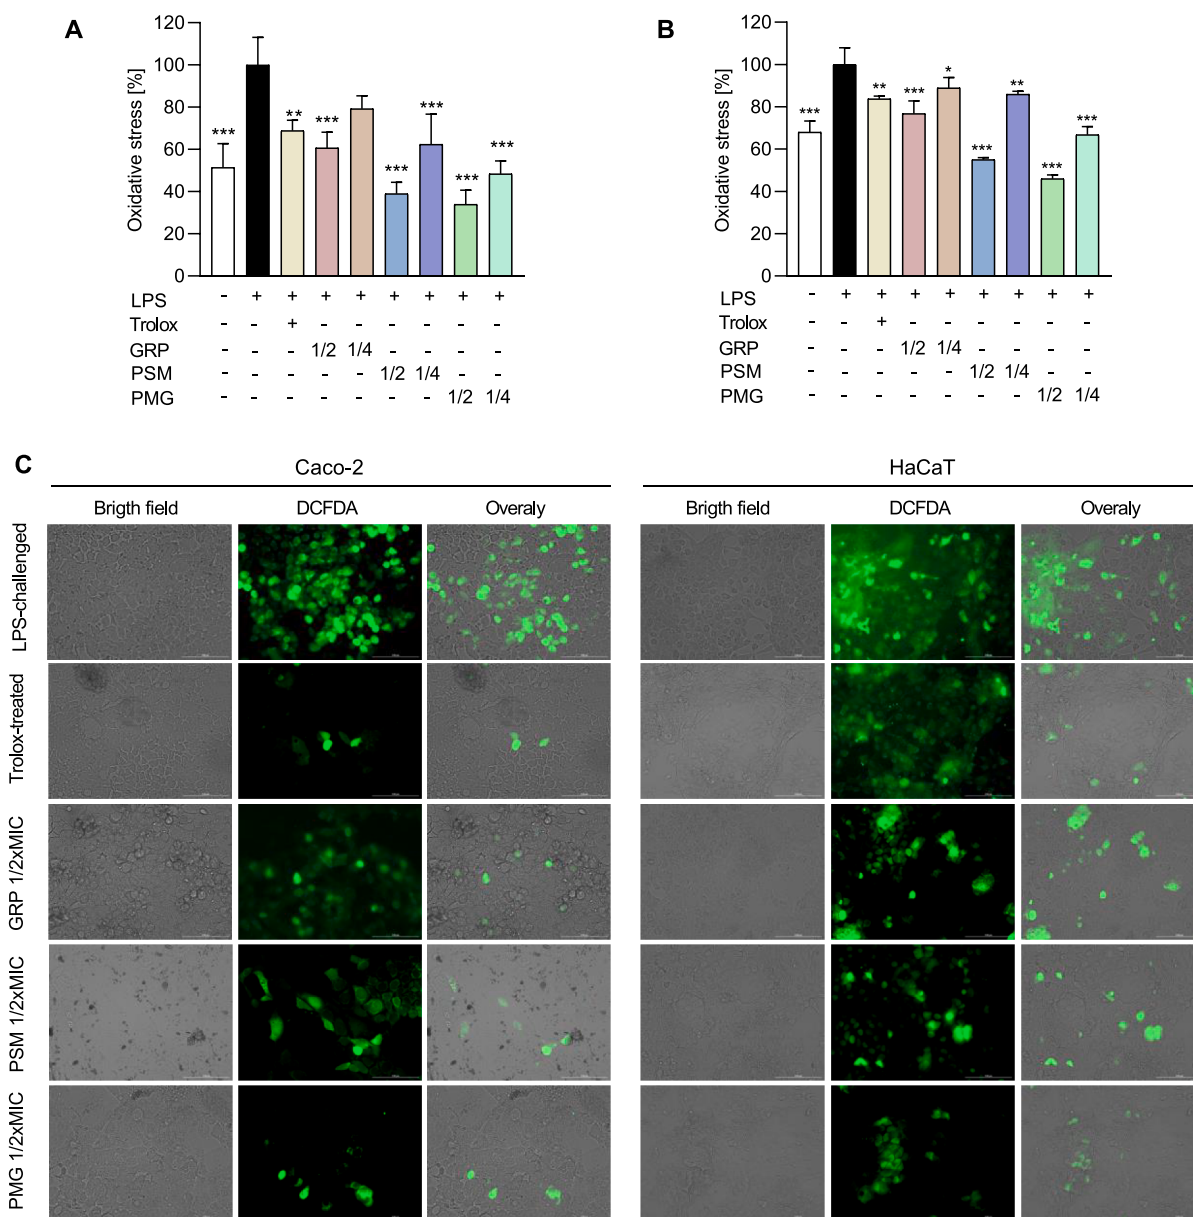 A
120
100
80
60
40
20
0
Oxidative stress [%]
*** ** *** *** *** *** ***
LPS - + + + + + + + +
Trolox - - + - - - - - -
GRP - - - 1/2 1/4 - - - -
PSM - - - - - 1/2 1/4 - -
PMG - - - - - - - 1/2 1/4
B
120
100
80
60
40
20
0
Oxidative stress [%]
*** ** *** * *** ** *** ***
LPS - + + + + + + + +
Trolox - - + - - - - - -
GRP - - - 1/2 1/4 - - - -
PSM - - - - - 1/2 1/4 - -
PMG - - - - - - - 1/2 1/4
C
Caco-2
HaCaT
Brigth field DCFDA Overaly
Brigth field DCFDA Overaly
LPS-challenged
Trolox-treated
GRP 1/2xMIC
PSM 1/2xMIC
PMG 1/2xMIC